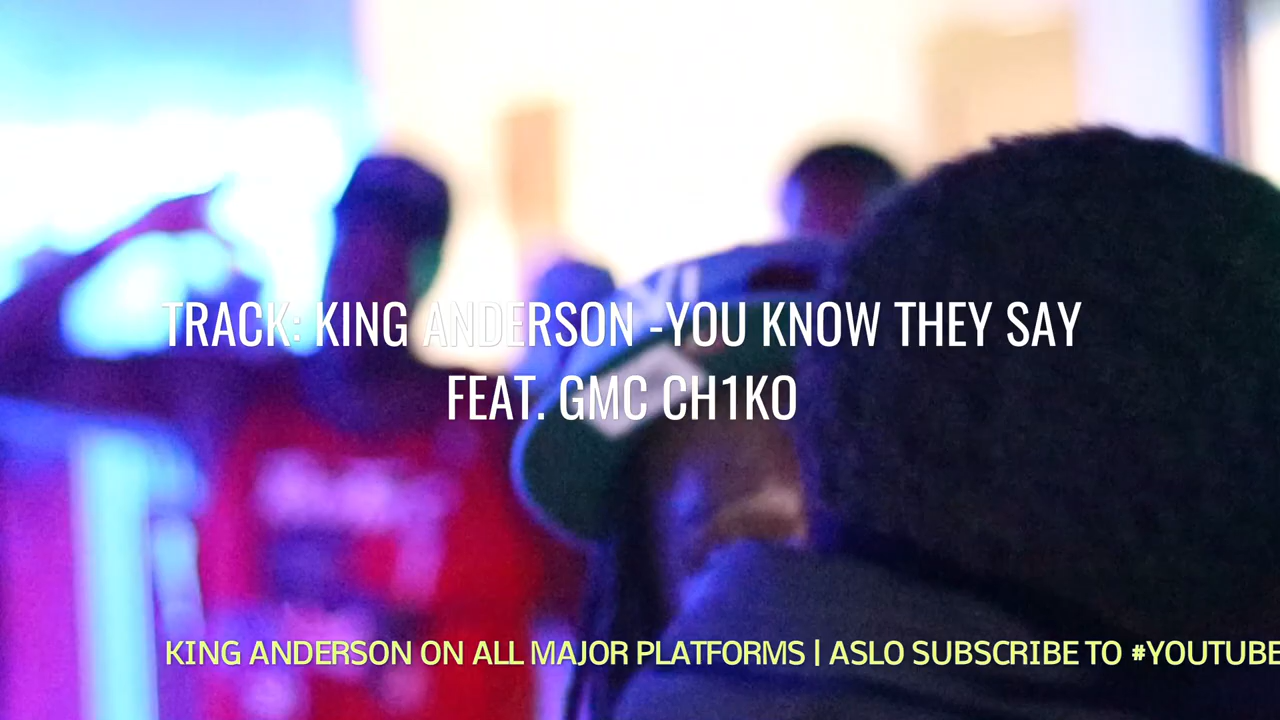 TRACK: KING ANDERSON -YOU KNOW THEY SAY
FEAT. GMC CH1KO
KING ANDERSON ON ALL MAJOR PLATFORMS | ASLO SUBSCRIBE TO #YOUTUBE